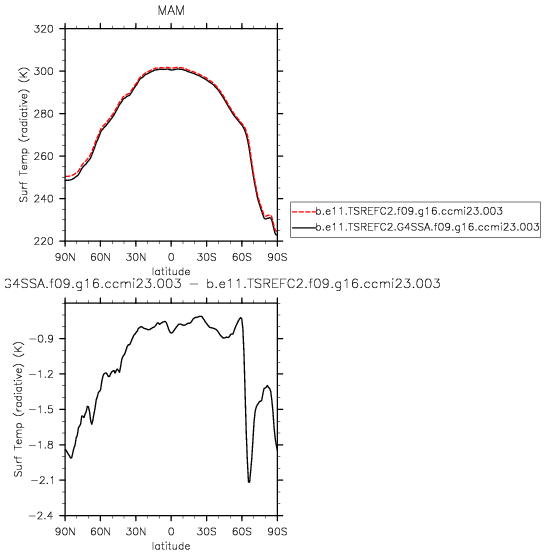 MAM
320
300
280
260
240
220
Surf Temp (radiative) (K)
90N 60N 30N 0 30S 60S 90S
latitude
b.e11.TSREFC2.f09.g16.ccmi23.003
b.e11.TSREFC2.G4SSA.f09.g16.ccmi23.003
G4SSA.f09.g16.ccmi23.003 − b.e11.TSREFC2.f09.g16.ccmi23.003
−0.9
−1.2
−1.5
−1.8
−2.1
−2.4
Surf Temp (radiative) (K)
90N 60N 30N 0 30S 60S 90S
latitude